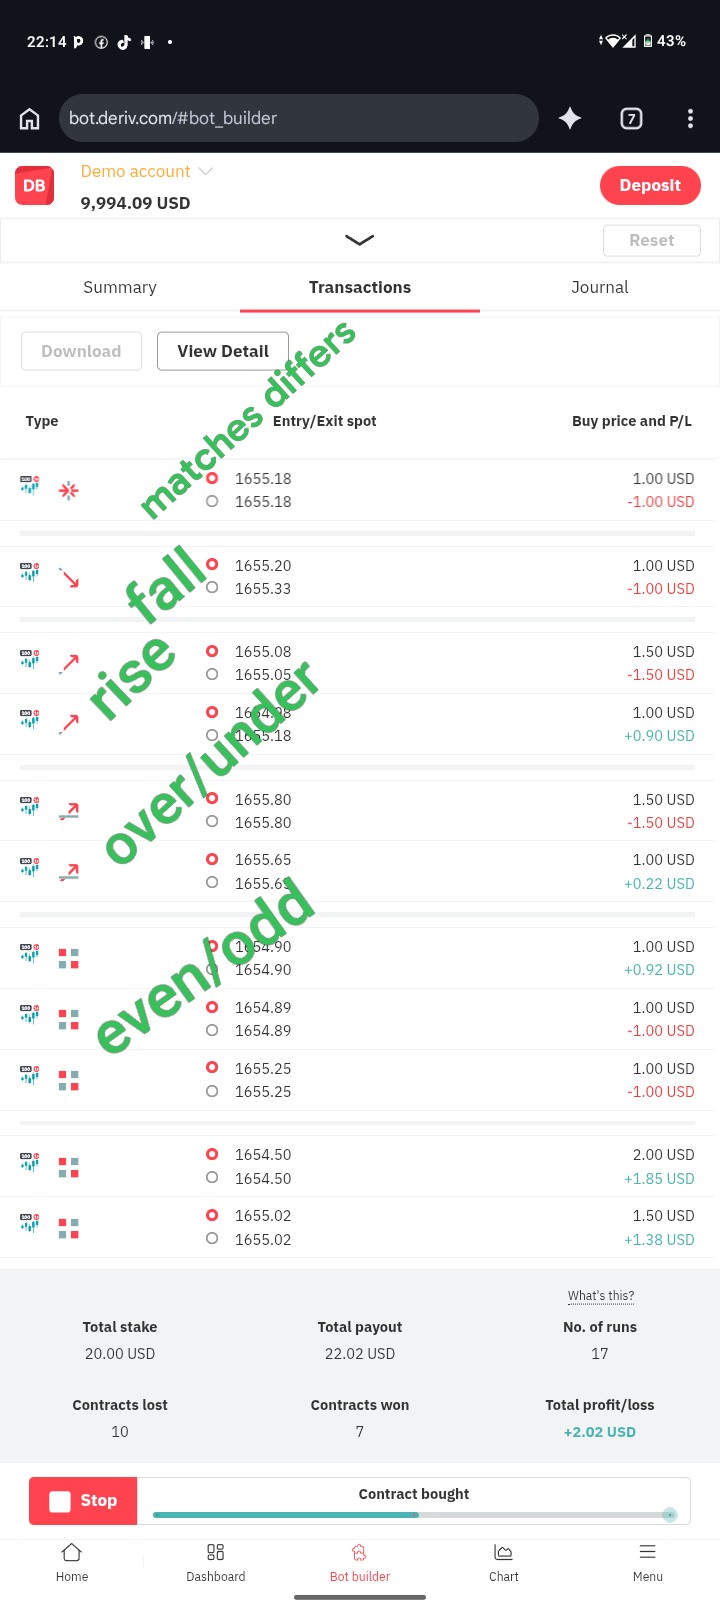 22:14
43%
bot.deriv.com/#bot_builder
7
DB
Demo account
9,994.09 USD
Deposit
Reset
Summary
Transactions
Journal
Download
View Detail
matches differs
Type
Entry/Exit spot
Buy price and P/L
1655.18
1.00 USD
1655.18
-1.00 USD
fall
1655.20
1.00 USD
1655.33
-1.00 USD
rise
1655.08
1.50 USD
1655.05
-1.50 USD
1654.98
1.00 USD
1655.18
+0.90 USD
over/under
1655.80
1.50 USD
1655.80
-1.50 USD
1655.65
1.00 USD
1655.65
+0.22 USD
even/odd
1654.90
1.00 USD
1654.90
+0.92 USD
1654.89
1.00 USD
1654.89
-1.00 USD
1655.25
1.00 USD
1655.25
-1.00 USD
1654.50
2.00 USD
1654.50
+1.85 USD
1655.02
1.50 USD
1655.02
+1.38 USD
What's this?
Total stake
Total payout
No. of runs
20.00 USD
22.02 USD
17
Contracts lost
Contracts won
Total profit/loss
10
7
+2.02 USD
Stop
Contract bought
Home
Dashboard
Bot builder
Chart
Menu